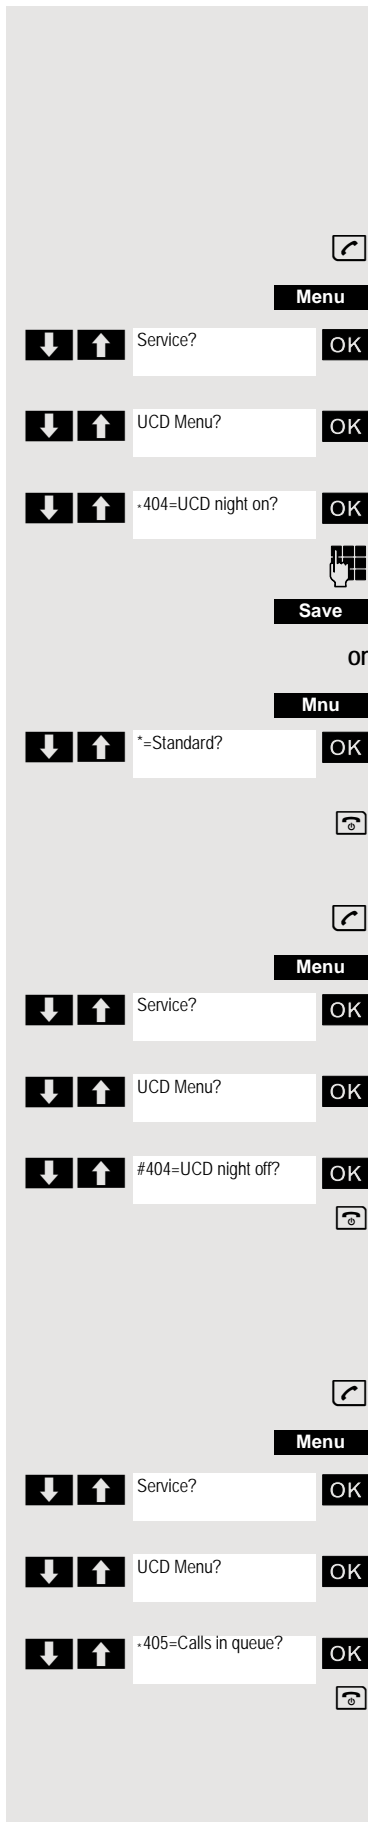 Menu
Service? OK
UCD Menu? OK
*404=UCD night on? OK
Save
or
Mnu
*=Standard? OK
Menu
Service? OK
UCD Menu? OK
#404=UCD night off? OK
Menu
Service? OK
UCD Menu? OK
*405=Calls in queue? OK